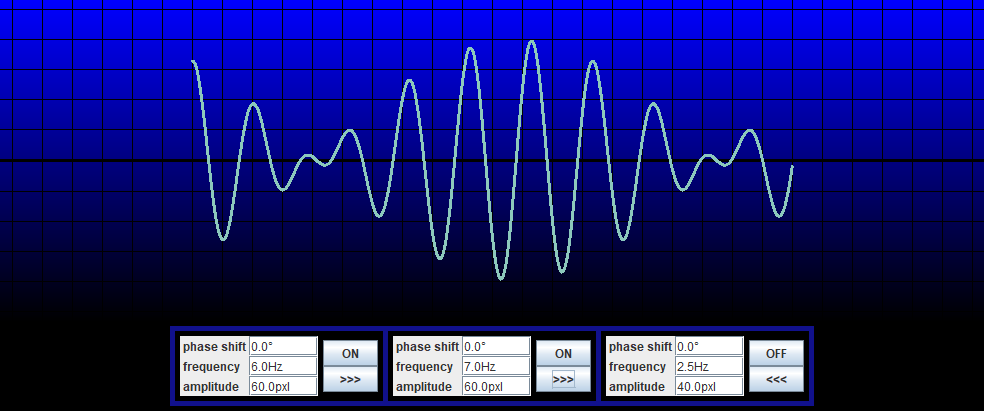 phase shift 0.0° phase shift 0.0° phase shift 0.0°
ON ON OFF
frequency 6.0Hz frequency 7.0Hz frequency 2.5Hz
>>> >>> <<<
amplitude 60.0pxl amplitude 60.0pxl amplitude 40.0pxl